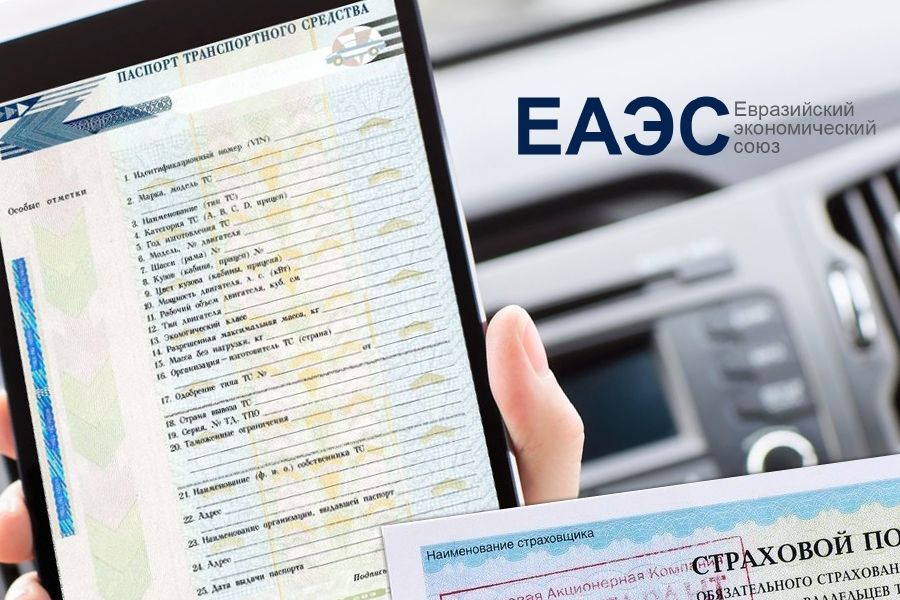 ПАСПОРТ ТРАНСПОРТНОГО СРЕДСТВА
Особые отметки
1. Идентификационный номер (VIN)
2. Марка, модель ТС
3. Наименование (тип ТС)
4. Категория ТС (A, B, C, D, прицеп)
5. Год изготовления ТС
6. Модель, № двигателя
7. Шасси (рама) №
8. Кузов (кабина, прицеп) №
9. Цвет кузова (кабины, прицепа)
10. Мощность двигателя, л. с. (кВт)
11. Рабочий объем двигателя, куб. см
12. Тип двигателя
13. Экологический класс
14. Разрешенная максимальная масса, кг
15. Масса без нагрузки, кг
16. Организация—изготовитель ТС (страна)
17. Одобрение типа ТС № от
18. Страна вывоза ТС
19. Серия, № ТД, ТПО
20. Таможенные ограничения
21. Наименование (ф. и. о.) собственника ТС
22. Адрес
23. Наименование организации, выдавшей паспорт
24. Адрес
25. Дата выдачи паспорта
Подпись
ЕАЭС
Евразийский
экономический
союз
Наименование страховщика
СТРАХОВОЙ ПО
ОБЯЗАТЕЛЬНОГО СТРАХОВАН
ВЛАДЕЛЬЦЕВ Т
вая Акционерная Компания